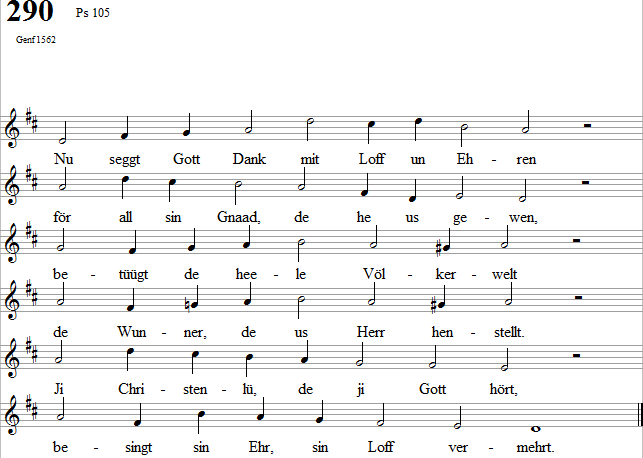 290 Ps 105
Genf 1562
Nu seggt Gott Dank mit Loff un Eh - ren
för all sin Gnaad, de he us ge - wen,
be - tüügt de hee - le Völ - ker - welt
de Wun - ner, de us Herr hen - stellt.
Ji Chri - sten - lü, de ji Gott hört,
be - singt sin Ehr, sin Loff ver - mehrt.